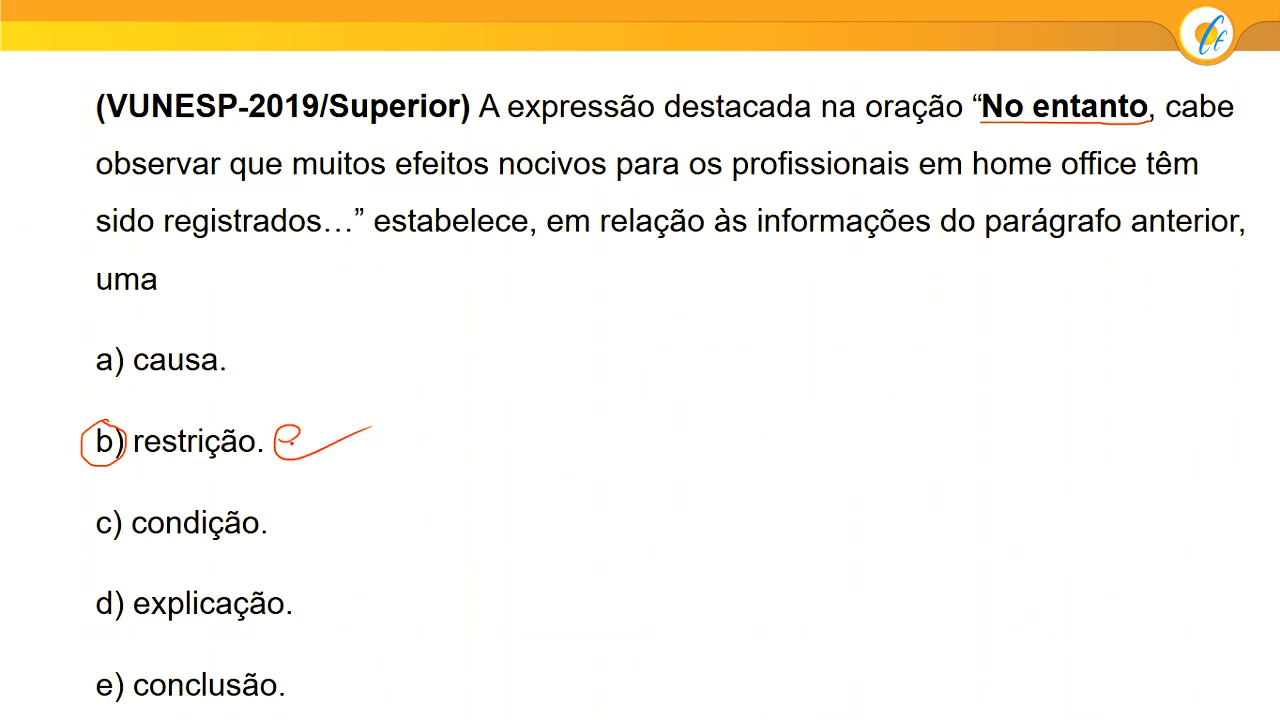 (VUNESP-2019/Superior) A expressão destacada na oração “No entanto, cabe
observar que muitos efeitos nocivos para os profissionais em home office têm
sido registrados…” estabelece, em relação às informações do parágrafo anterior,
uma
a) causa.
b) restrição.
c) condição.
d) explicação.
e) conclusão.